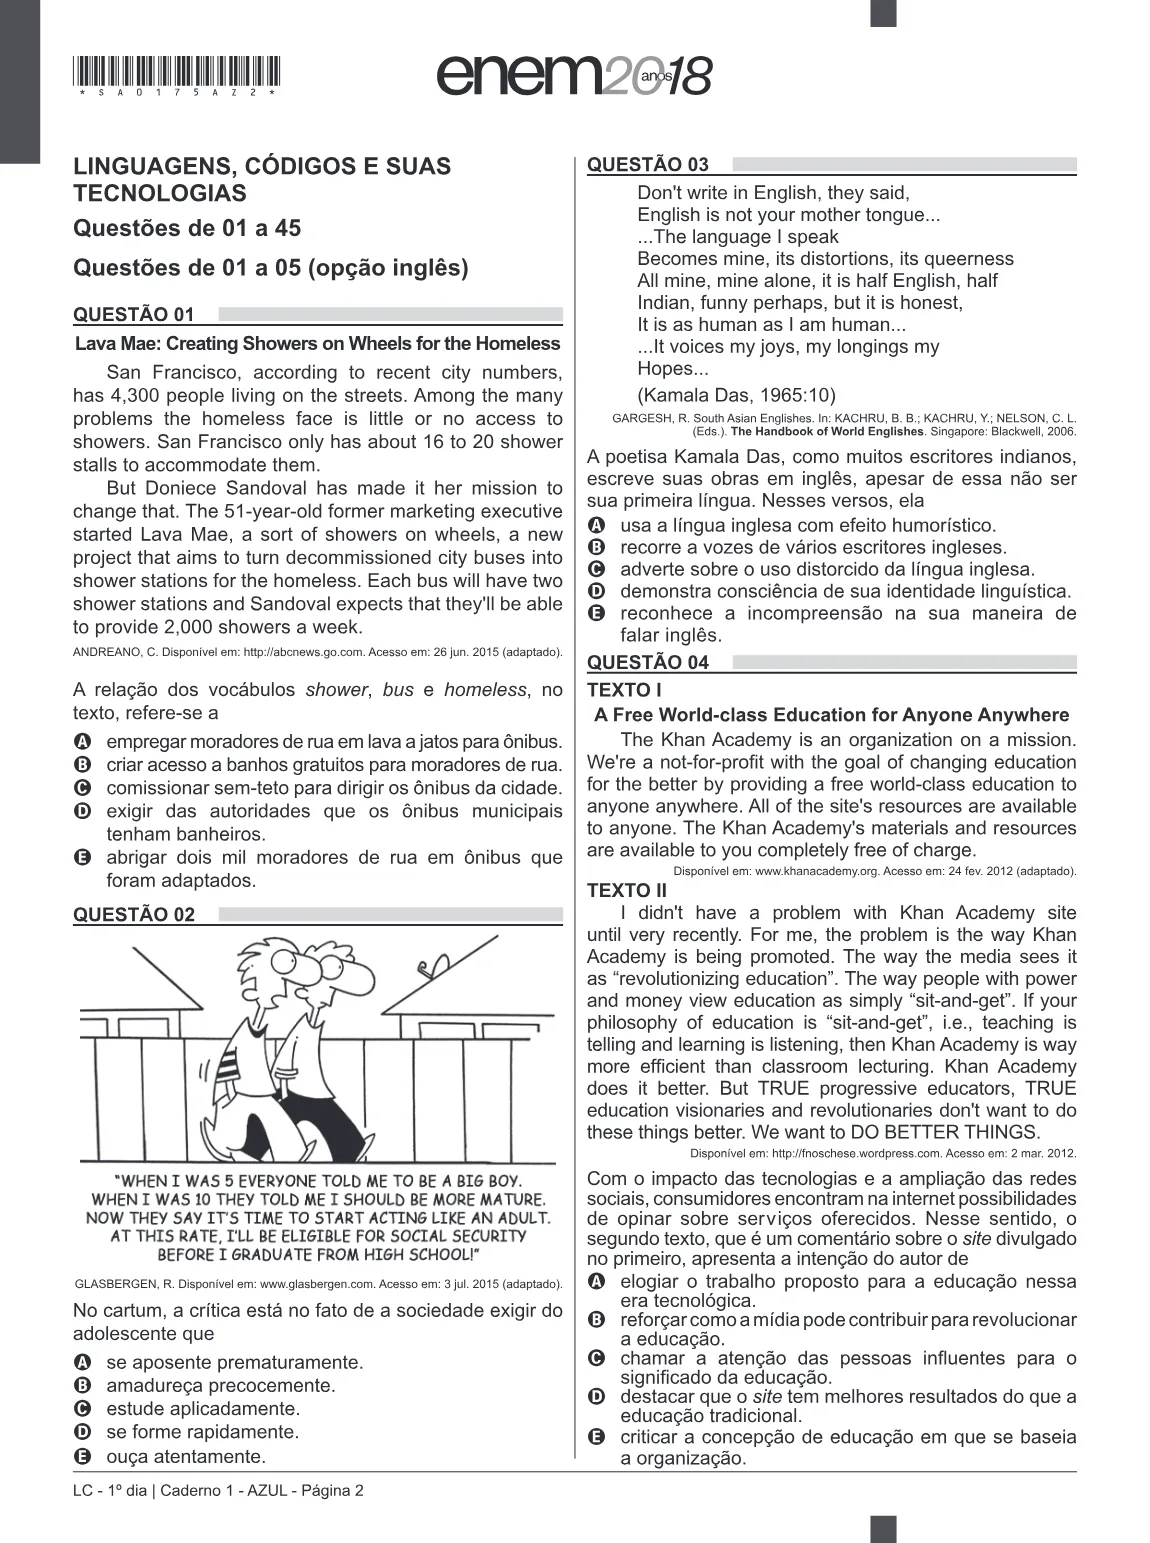 *SA0175AZ2*
enem2018
anos
LINGUAGENS, CÓDIGOS E SUAS
TECNOLOGIAS
Questões de 01 a 45
Questões de 01 a 05 (opção inglês)
QUESTÃO 01
Lava Mae: Creating Showers on Wheels for the Homeless
San Francisco, according to recent city numbers,
has 4,300 people living on the streets. Among the many
problems the homeless face is little or no access to
showers. San Francisco only has about 16 to 20 shower
stalls to accommodate them.
But Doniece Sandoval has made it her mission to
change that. The 51-year-old former marketing executive
started Lava Mae, a sort of showers on wheels, a new
project that aims to turn decommissioned city buses into
shower stations for the homeless. Each bus will have two
shower stations and Sandoval expects that they'll be able
to provide 2,000 showers a week.
ANDREANO, C. Disponível em: http://abcnews.go.com. Acesso em: 26 jun. 2015 (adaptado).
A relação dos vocábulos shower, bus e homeless, no
texto, refere-se a
A empregar moradores de rua em lava a jatos para ônibus.
B criar acesso a banhos gratuitos para moradores de rua.
C comissionar sem-teto para dirigir os ônibus da cidade.
D exigir das autoridades que os ônibus municipais
tenham banheiros.
E abrigar dois mil moradores de rua em ônibus que
foram adaptados.
QUESTÃO 02
"WHEN I WAS 5 EVERYONE TOLD ME TO BE A BIG BOY.
WHEN I WAS 10 THEY TOLD ME I SHOULD BE MORE MATURE.
NOW THEY SAY IT'S TIME TO START ACTING LIKE AN ADULT.
AT THIS RATE, I'LL BE ELIGIBLE FOR SOCIAL SECURITY
BEFORE I GRADUATE FROM HIGH SCHOOL!"
GLASBERGEN, R. Disponível em: www.glasbergen.com. Acesso em: 3 jul. 2015 (adaptado).
No cartum, a crítica está no fato de a sociedade exigir do
adolescente que
A se aposente prematuramente.
B amadureça precocemente.
C estude aplicadamente.
D se forme rapidamente.
E ouça atentamente.
QUESTÃO 03
Don't write in English, they said,
English is not your mother tongue...
...The language I speak
Becomes mine, its distortions, its queerness
All mine, mine alone, it is half English, half
Indian, funny perhaps, but it is honest,
It is as human as I am human...
...It voices my joys, my longings my
Hopes...
(Kamala Das, 1965:10)
GARGESH, R. South Asian Englishes. In: KACHRU, B. B.; KACHRU, Y.; NELSON, C. L.
(Eds.). The Handbook of World Englishes. Singapore: Blackwell, 2006.
A poetisa Kamala Das, como muitos escritores indianos,
escreve suas obras em inglês, apesar de essa não ser
sua primeira língua. Nesses versos, ela
A usa a língua inglesa com efeito humorístico.
B recorre a vozes de vários escritores ingleses.
C adverte sobre o uso distorcido da língua inglesa.
D demonstra consciência de sua identidade linguística.
E reconhece a incompreensão na sua maneira de
falar inglês.
QUESTÃO 04
TEXTO I
A Free World-class Education for Anyone Anywhere
The Khan Academy is an organization on a mission.
We're a not-for-profit with the goal of changing education
for the better by providing a free world-class education to
anyone anywhere. All of the site's resources are available
to anyone. The Khan Academy's materials and resources
are available to you completely free of charge.
Disponível em: www.khanacademy.org. Acesso em: 24 fev. 2012 (adaptado).
TEXTO II
I didn't have a problem with Khan Academy site
until very recently. For me, the problem is the way Khan
Academy is being promoted. The way the media sees it
as “revolutionizing education”. The way people with power
and money view education as simply “sit-and-get”. If your
philosophy of education is “sit-and-get”, i.e., teaching is
telling and learning is listening, then Khan Academy is way
more efficient than classroom lecturing. Khan Academy
does it better. But TRUE progressive educators, TRUE
education visionaries and revolutionaries don't want to do
these things better. We want to DO BETTER THINGS.
Disponível em: http://fnoschese.wordpress.com. Acesso em: 2 mar. 2012.
Com o impacto das tecnologias e a ampliação das redes
sociais, consumidores encontram na internet possibilidades
de opinar sobre serviços oferecidos. Nesse sentido, o
segundo texto, que é um comentário sobre o site divulgado
no primeiro, apresenta a intenção do autor de
A elogiar o trabalho proposto para a educação nessa
era tecnológica.
B reforçar como a mídia pode contribuir para revolucionar
a educação.
C chamar a atenção das pessoas influentes para o
significado da educação.
D destacar que o site tem melhores resultados do que a
educação tradicional.
E criticar a concepção de educação em que se baseia
a organização.
LC - 1º dia | Caderno 1 - AZUL - Página 2